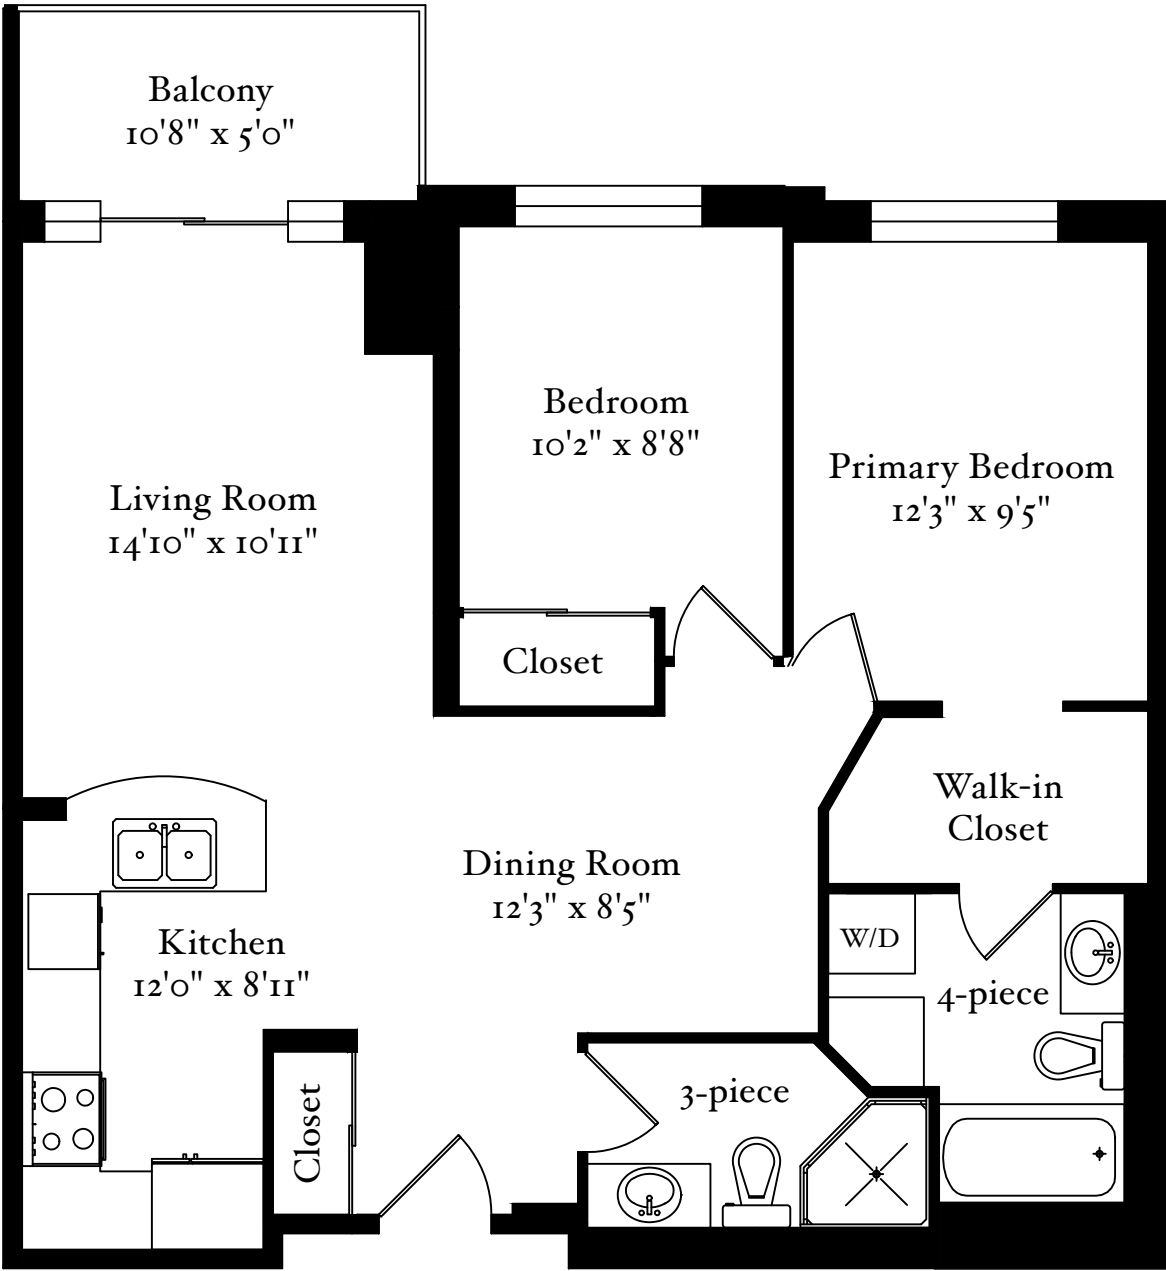 Balcony
10'8" x 5'0"
Bedroom
10'2" x 8'8"
Primary Bedroom
12'3" x 9'5"
Living Room
14'10" x 10'11"
Closet
Walk-in
Closet
Dining Room
12'3" x 8'5"
Kitchen
12'0" x 8'11"
W/D
4-piece
3-piece
Closet